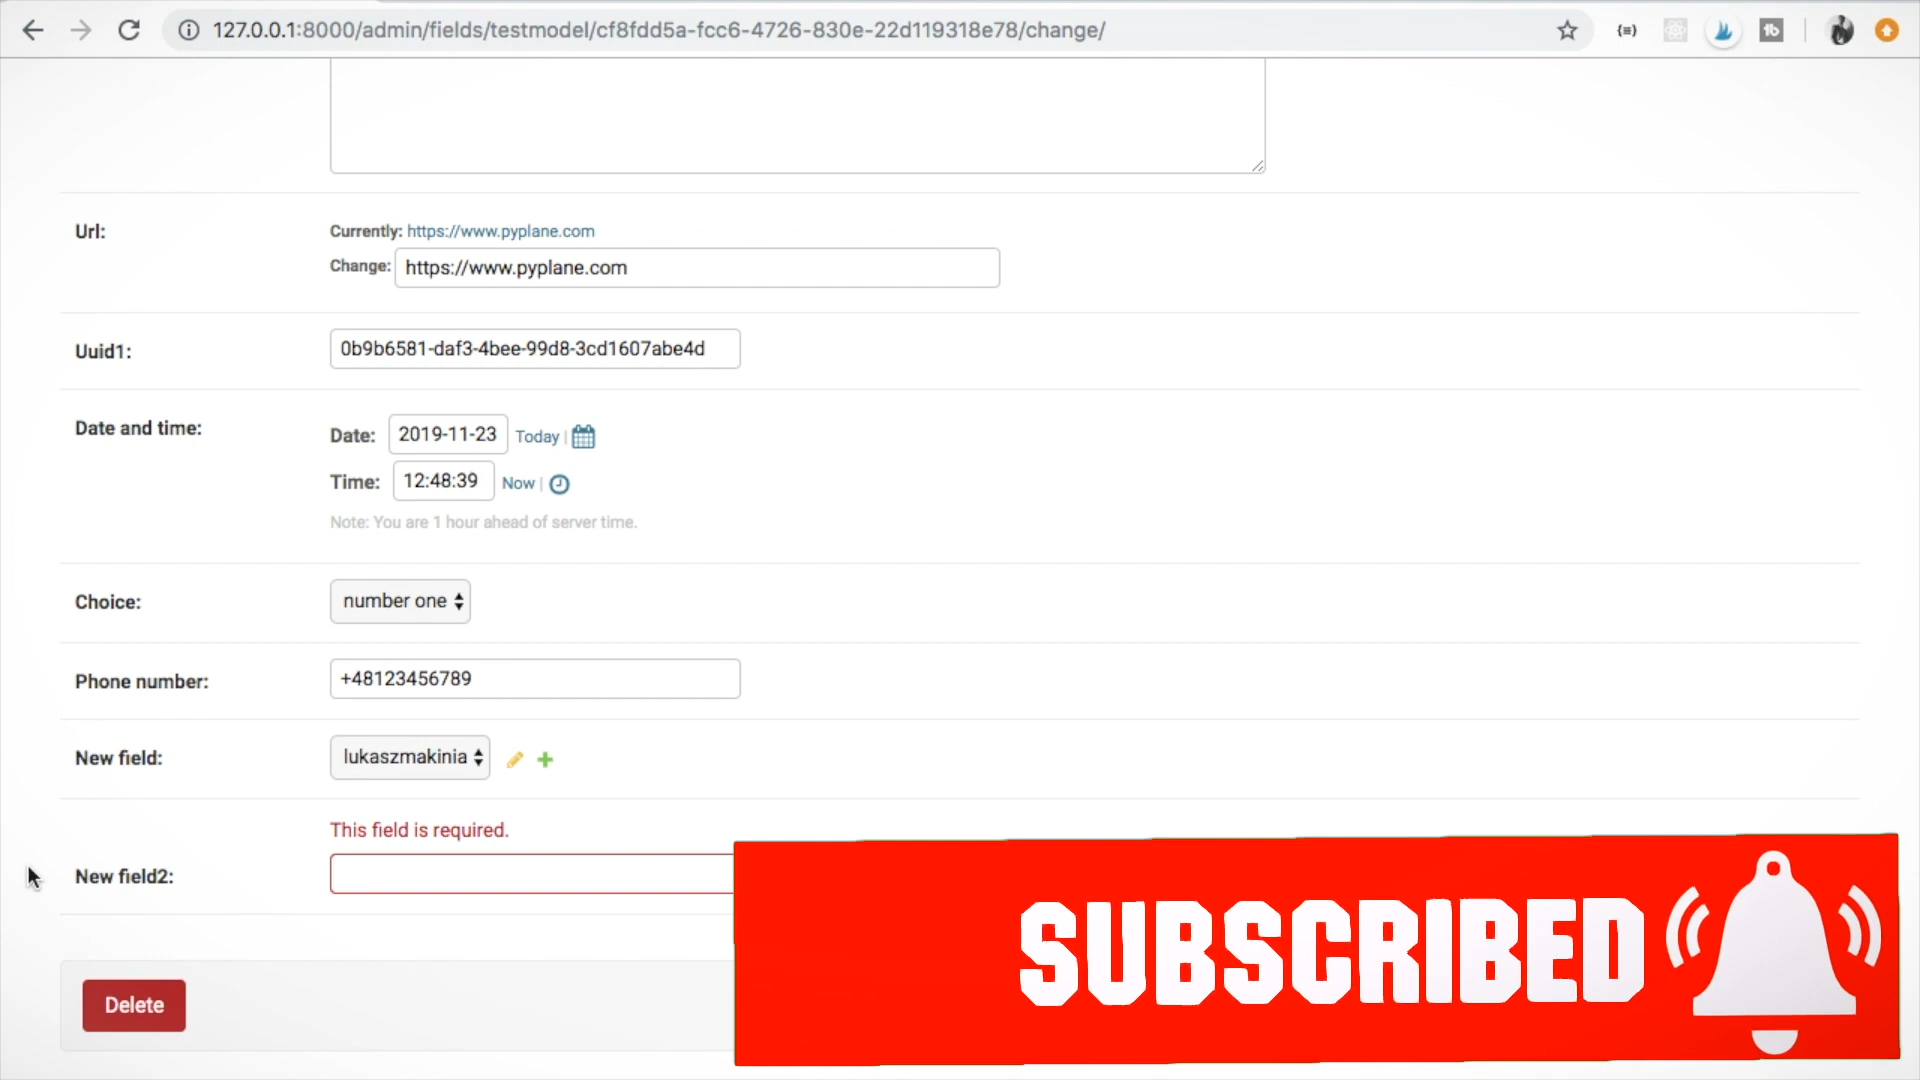 127.0.0.1:8000/admin/fields/testmodel/cf8fdd5a-fcc6-4726-830e-22d119318e78/change/
Url:
Currently: https://www.pyplane.com
Change: https://www.pyplane.com
Uuid1:
0b9b6581-daf3-4bee-99d8-3cd1607abe4d
Date and time:
Date: 2019-11-23 Today |
Time: 12:48:39 Now |
Note: You are 1 hour ahead of server time.
Choice:
number one
Phone number:
+48123456789
New field:
lukaszmakinia
This field is required.
New field2:
Delete
SUBSCRIBED